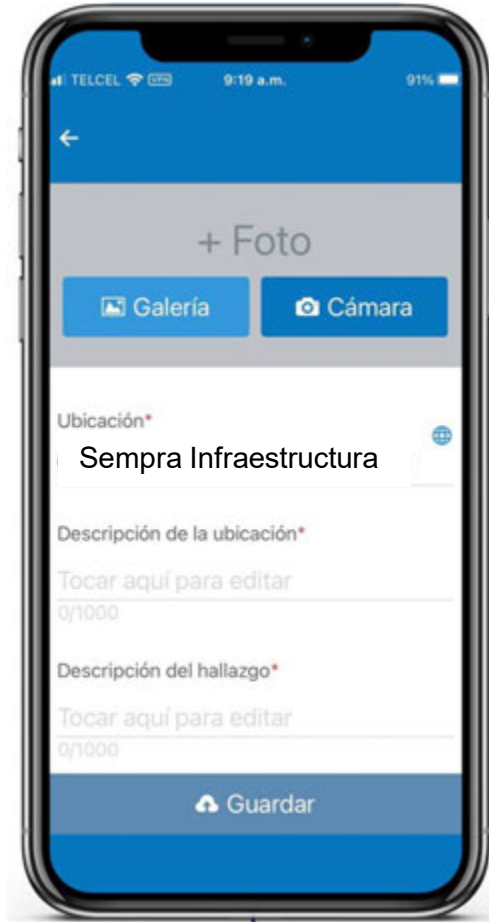 TELCEL VPN 9:19 a.m. 91%
+ Foto
Galería Cámara
Ubicación*
Sempra Infraestructura
Descripción de la ubicación*
Tocar aquí para editar
0/1000
Descripción del hallazgo*
Tocar aquí para editar
0/1000
Guardar